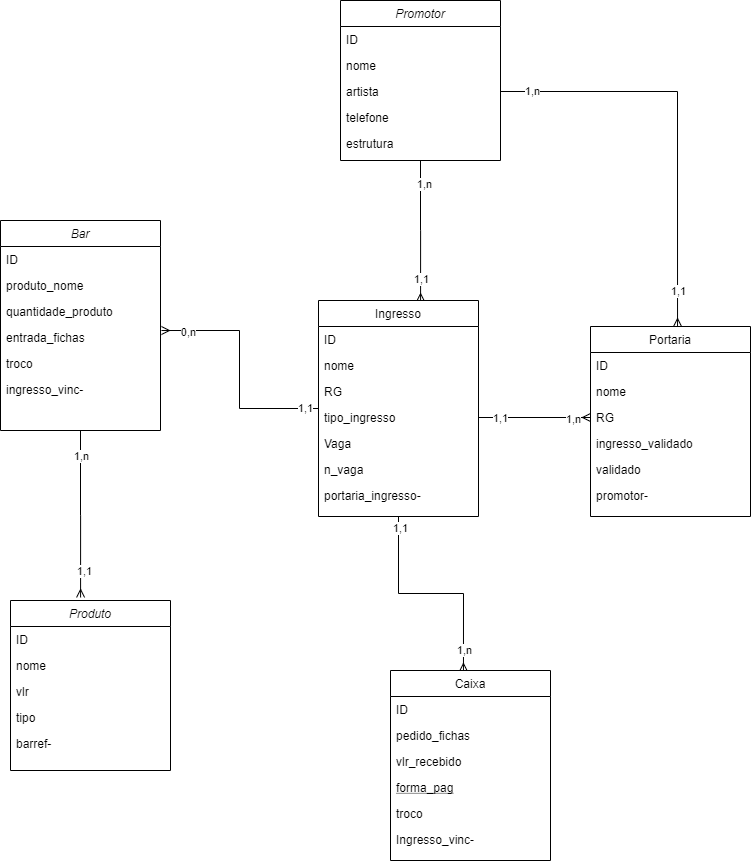 Promotor
ID
nome
artista
telefone
estrutura
1,n
1,n
1,1
1,1
Bar
ID
produto_nome
quantidade_produto
entrada_fichas
troco
ingresso_vinc-
0,n
1,1
Ingresso
ID
nome
RG
tipo_ingresso
Vaga
n_vaga
portaria_ingresso-
1,1
1,n
Portaria
ID
nome
RG
ingresso_validado
validado
promotor-
1,n
1,1
Produto
ID
nome
vlr
tipo
barref-
1,1
1,n
Caixa
ID
pedido_fichas
vlr_recebido
forma_pag
troco
Ingresso_vinc-